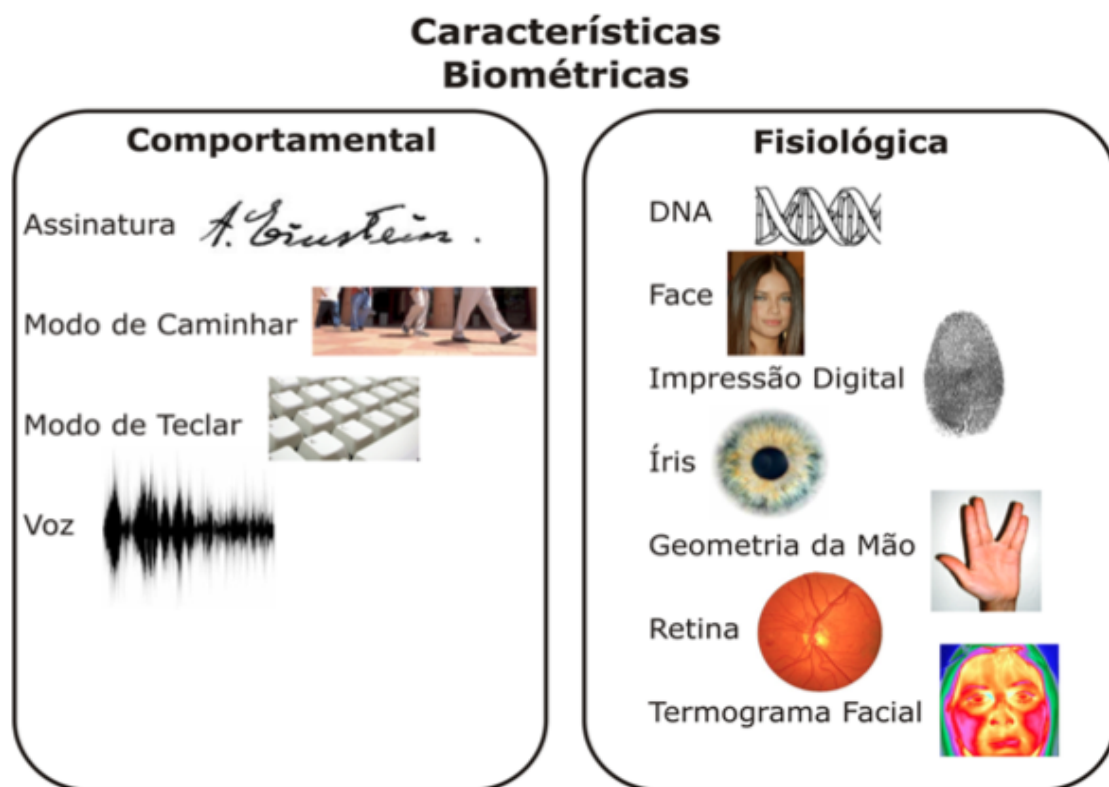 Características
Biométricas
Comportamental
Assinatura A. Einstein.
Modo de Caminhar
Modo de Teclar
Voz
Fisiológica
DNA
Face
Impressão Digital
Íris
Geometria da Mão
Retina
Termograma Facial